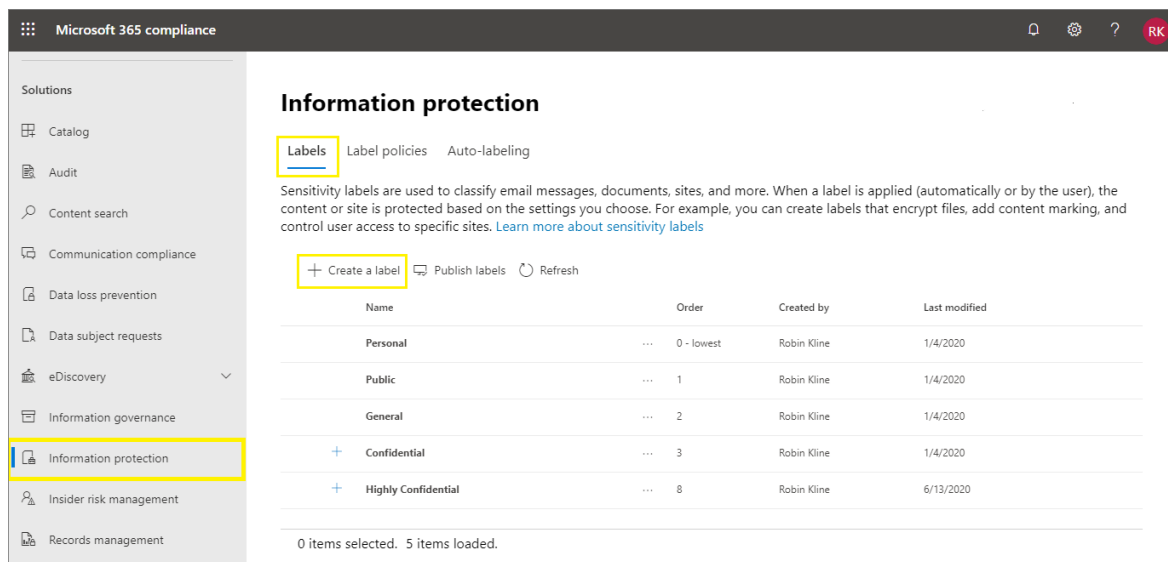 Microsoft 365 compliance
?
RK
Solutions
Catalog
Audit
Content search
Communication compliance
Data loss prevention
Data subject requests
eDiscovery
Information governance
Information protection
Insider risk management
Records management
Information protection
Labels Label policies Auto-labeling
Sensitivity labels are used to classify email messages, documents, sites, and more. When a label is applied (automatically or by the user), the
content or site is protected based on the settings you choose. For example, you can create labels that encrypt files, add content marking, and
control user access to specific sites. Learn more about sensitivity labels
+ Create a label Publish labels Refresh
Name Order Created by Last modified
Personal ... 0 - lowest Robin Kline 1/4/2020
Public ... 1 Robin Kline 1/4/2020
General ... 2 Robin Kline 1/4/2020
+ Confidential ... 3 Robin Kline 1/4/2020
+ Highly Confidential ... 8 Robin Kline 6/13/2020
0 items selected. 5 items loaded.